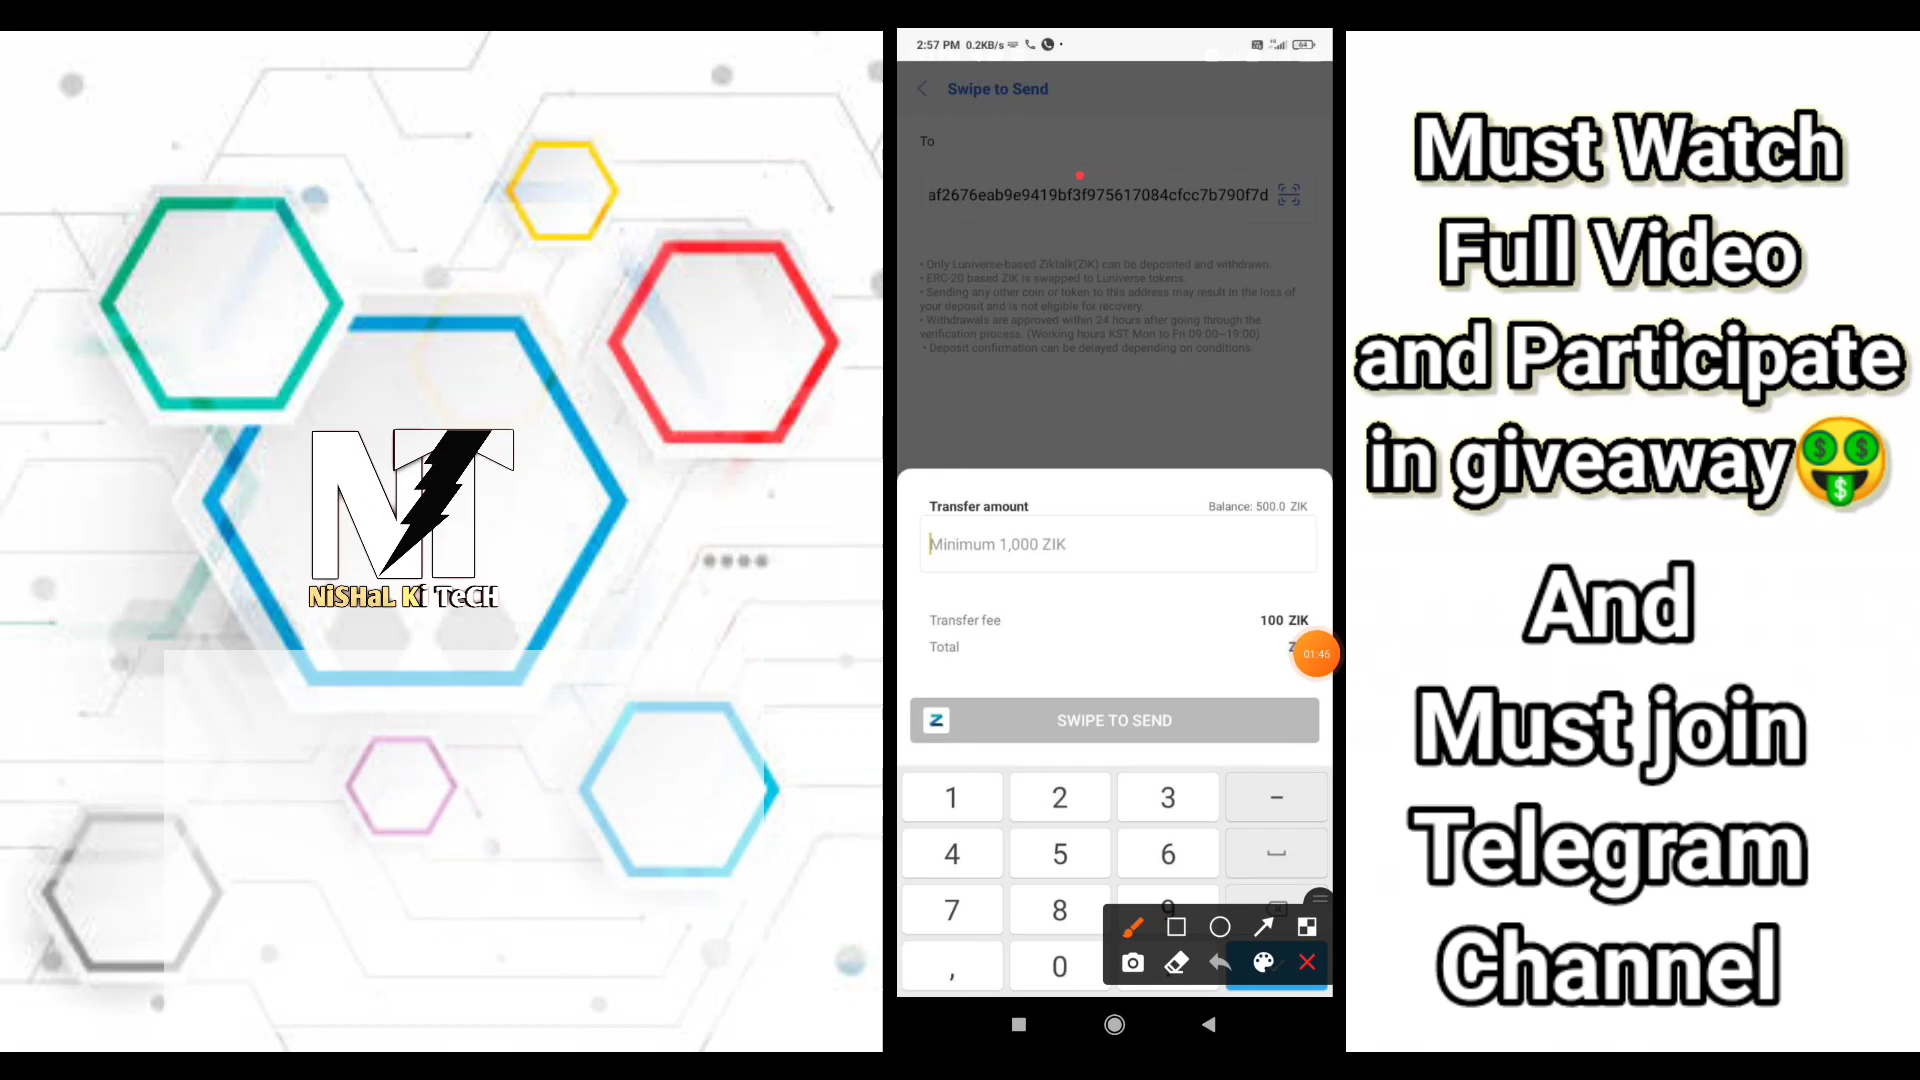 NT
NiSHaL Ki TeCH
2:57 PM 0.2KB/s
64
Swipe to Send
To
af2676eab9e9419bf3f975617084cfcc7b790f7d
• Only Luniverse-based Ziktalk(ZIK) can be deposited and withdrawn.
• ERC-20 based ZIK is swapped to Luniverse tokens.
• Sending any other coin or token to this address may result in the loss of
your deposit and is not eligible for recovery.
• Withdrawals are approved within 24 hours after going through the
verification process. (Working hours KST Mon to Fri 09:00~19:00)
• Deposit confirmation can be delayed depending on conditions.
Transfer amount Balance: 500.0 ZIK
Minimum 1,000 ZIK
Transfer fee 100 ZIK
Total
01:45
Z SWIPE TO SEND
1 2 3 –
4 5 6
7 8 9
, 0
Must Watch
Full Video
and Participate
in giveaway🤑
And
Must join
Telegram
Channel